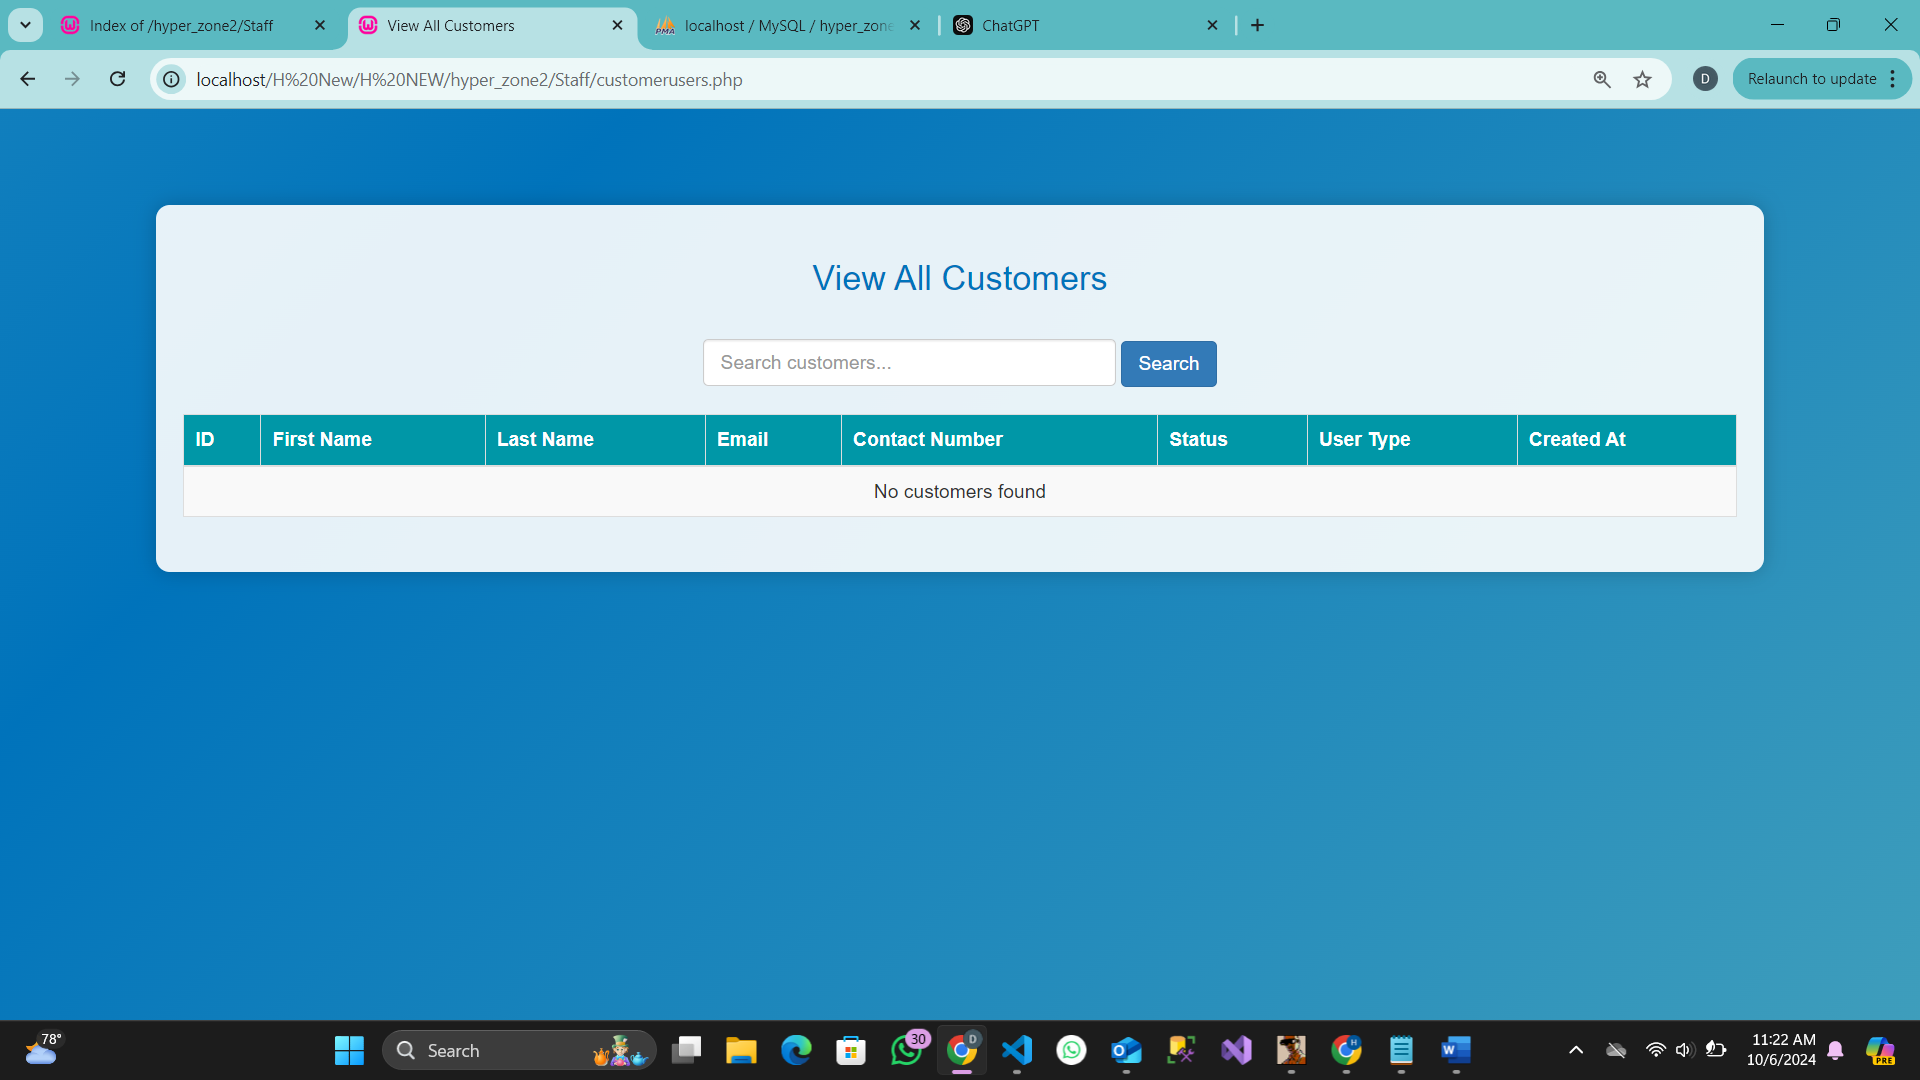 Index of /hyper_zone2/Staff
View All Customers
localhost / MySQL / hyper_zone
ChatGPT
localhost/H%20New/H%20NEW/hyper_zone2/Staff/customerusers.php
D
Relaunch to update
View All Customers
Search customers...
Search
ID First Name Last Name Email Contact Number Status User Type Created At
No customers found
78°
Search
30
D
H
11:22 AM
10/6/2024
PRE